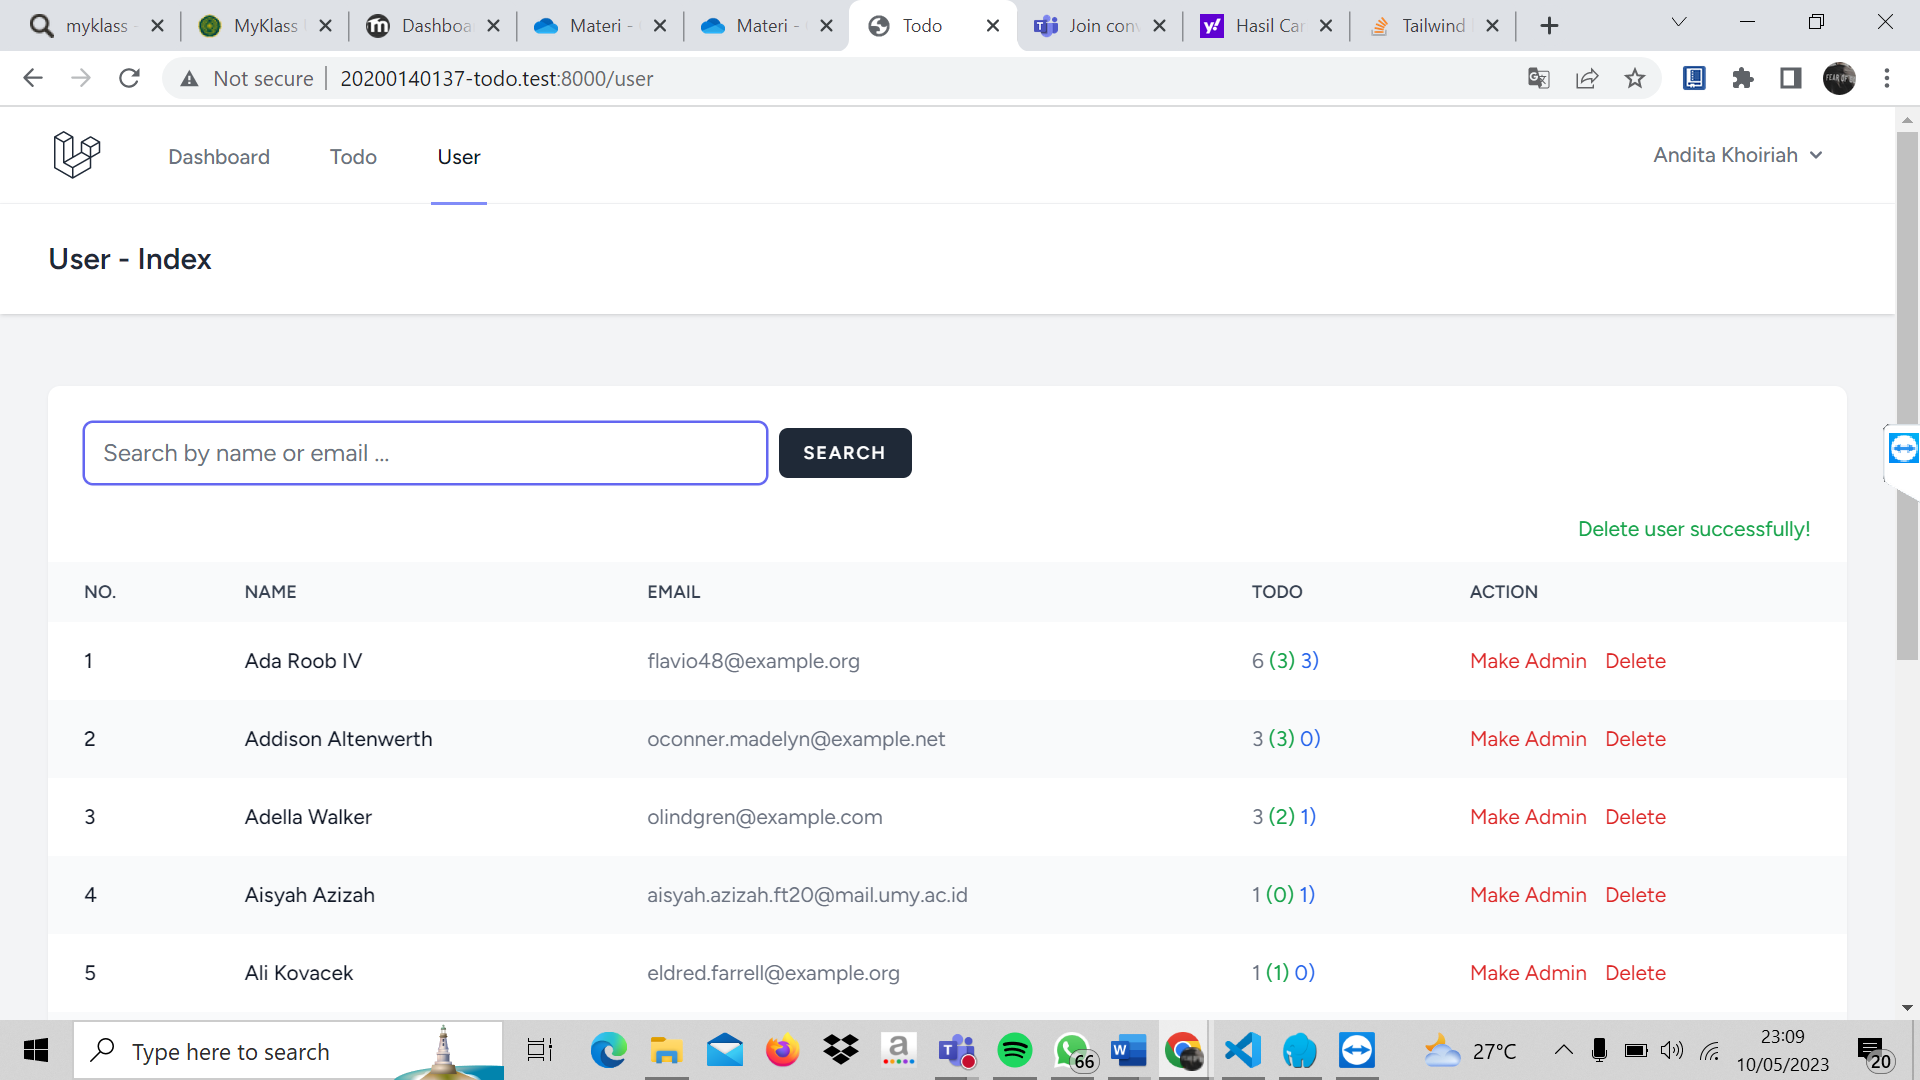 myklass
MyKlass
Dashboa
Materi -
Materi -
Todo
Join con
Hasil Car
Tailwind
Not secure
20200140137-todo.test:8000/user
Dashboard
Todo
User
Andita Khoiriah
User - Index
Search by name or email ...
SEARCH
Delete user successfully!
NO. NAME EMAIL TODO ACTION
1 Ada Roob IV flavio48@example.org 6 (3) 3) Make Admin Delete
2 Addison Altenwerth oconner.madelyn@example.net 3 (3) 0) Make Admin Delete
3 Adella Walker olindgren@example.com 3 (2) 1) Make Admin Delete
4 Aisyah Azizah aisyah.azizah.ft20@mail.umy.ac.id 1 (0) 1) Make Admin Delete
5 Ali Kovacek eldred.farrell@example.org 1 (1) 0) Make Admin Delete
Type here to search
66
27°C
23:09
10/05/2023
20